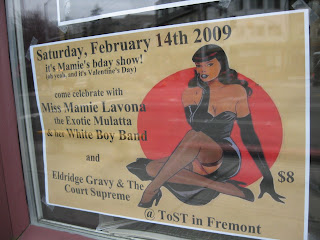 Saturday, February 14th 2009
it's Mamie's bday show!
(oh yeah, and it's Valentine's Day)
come celebrate with
Miss Mamie Lavona
the Exotic Mulatta
& her White Boy Band
and
Eldridge Gravy & The
Court Supreme
$8
@ ToST in Fremont